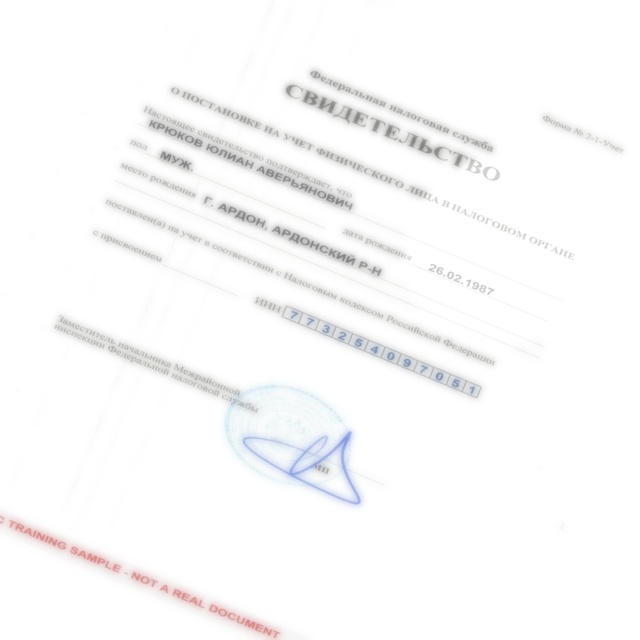 Форма № 2-1-Учет
Федеральная налоговая служба
СВИДЕТЕЛЬСТВО
О ПОСТАНОВКЕ НА УЧЕТ ФИЗИЧЕСКОГО ЛИЦА В НАЛОГОВОМ ОРГАНЕ
Настоящее свидетельство подтверждает, что
КРЮКОВ ЮЛИАН АВЕРЬЯНОВИЧ
пол МУЖ. дата рождения 26.02.1987
место рождения Г. АРДОН, АРДОНСКИЙ Р-Н
поставлен(а) на учет в соответствии с Налоговым кодексом Российской Федерации
с присвоением
ИНН 773254097051
Заместитель начальника Межрайонной
инспекции Федеральной налоговой службы
МП
TRAINING SAMPLE - NOT A REAL DOCUMENT